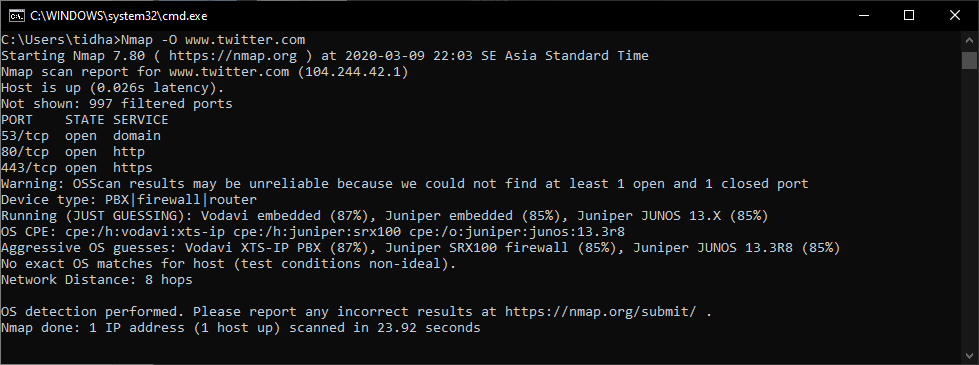 C:\WINDOWS\system32\cmd.exe
C:\Users\tidha>Nmap -O www.twitter.com
Starting Nmap 7.80 ( https://nmap.org ) at 2020-03-09 22:03 SE Asia Standard Time
Nmap scan report for www.twitter.com (104.244.42.1)
Host is up (0.026s latency).
Not shown: 997 filtered ports
PORT    STATE SERVICE
53/tcp  open  domain
80/tcp  open  http
443/tcp open  https
Warning: OSScan results may be unreliable because we could not find at least 1 open and 1 closed port
Device type: PBX|firewall|router
Running (JUST GUESSING): Vodavi embedded (87%), Juniper embedded (85%), Juniper JUNOS 13.X (85%)
OS CPE: cpe:/h:vodavi:xts-ip cpe:/h:juniper:srx100 cpe:/o:juniper:junos:13.3r8
Aggressive OS guesses: Vodavi XTS-IP PBX (87%), Juniper SRX100 firewall (85%), Juniper JUNOS 13.3R8 (85%)
No exact OS matches for host (test conditions non-ideal).
Network Distance: 8 hops
OS detection performed. Please report any incorrect results at https://nmap.org/submit/ .
Nmap done: 1 IP address (1 host up) scanned in 23.92 seconds